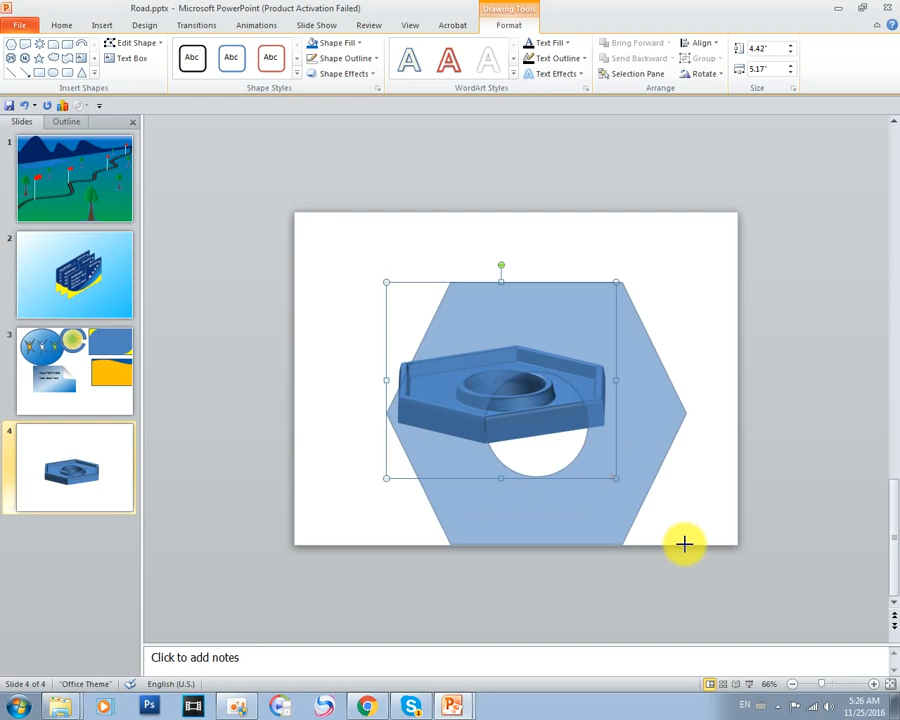 Road.pptx - Microsoft PowerPoint (Product Activation Failed)
Drawing Tools
File Home Insert Design Transitions Animations Slide Show Review View Acrobat Format
Edit Shape
Text Box
Insert Shapes
Abc Abc Abc
Shape Fill
Shape Outline
Shape Effects
Shape Styles
A A A
Text Fill
Text Outline
Text Effects
WordArt Styles
Bring Forward
Send Backward
Selection Pane
Align
Group
Rotate
Arrange
4.42"
5.17"
Size
Slides Outline
1
2
3
4
Click to add notes
Slide 4 of 4 "Office Theme" English (U.S.) 66%
Ps
EN
5:26 AM
11/25/2016